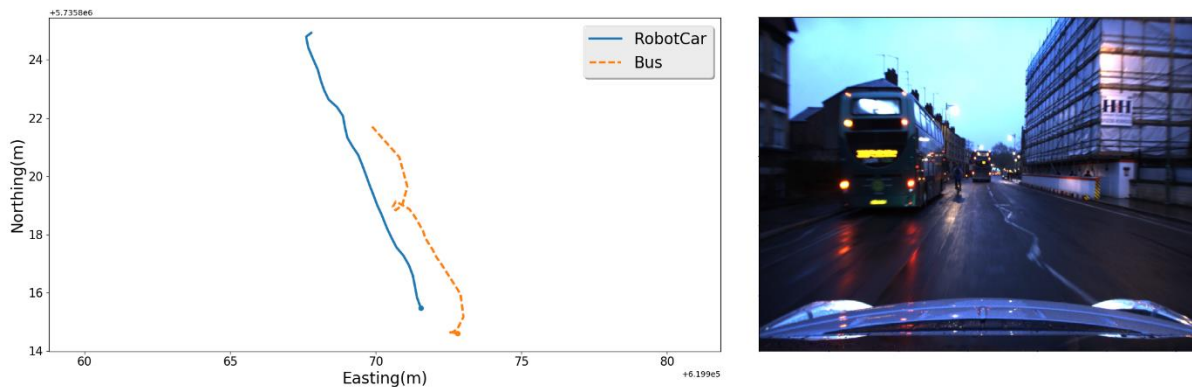 +5.7358e6
RobotCar
Bus
24
22
20
18
16
14
Northing(m)
60
65
70
75
80
Easting(m)
+6.199e5
HH